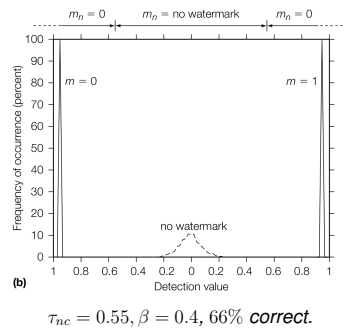 m_n = 0 m_n = no watermark m_n = 0
Frequency of occurrence (percent)
100
90
80
70
60
50
40
30
20
10
0
m = 0
m = 1
no watermark
1 0.8 0.6 0.4 0.2 0 0.2 0.4 0.6 0.8 1
(b)
Detection value
τ_nc = 0.55, β = 0.4, 66% correct.